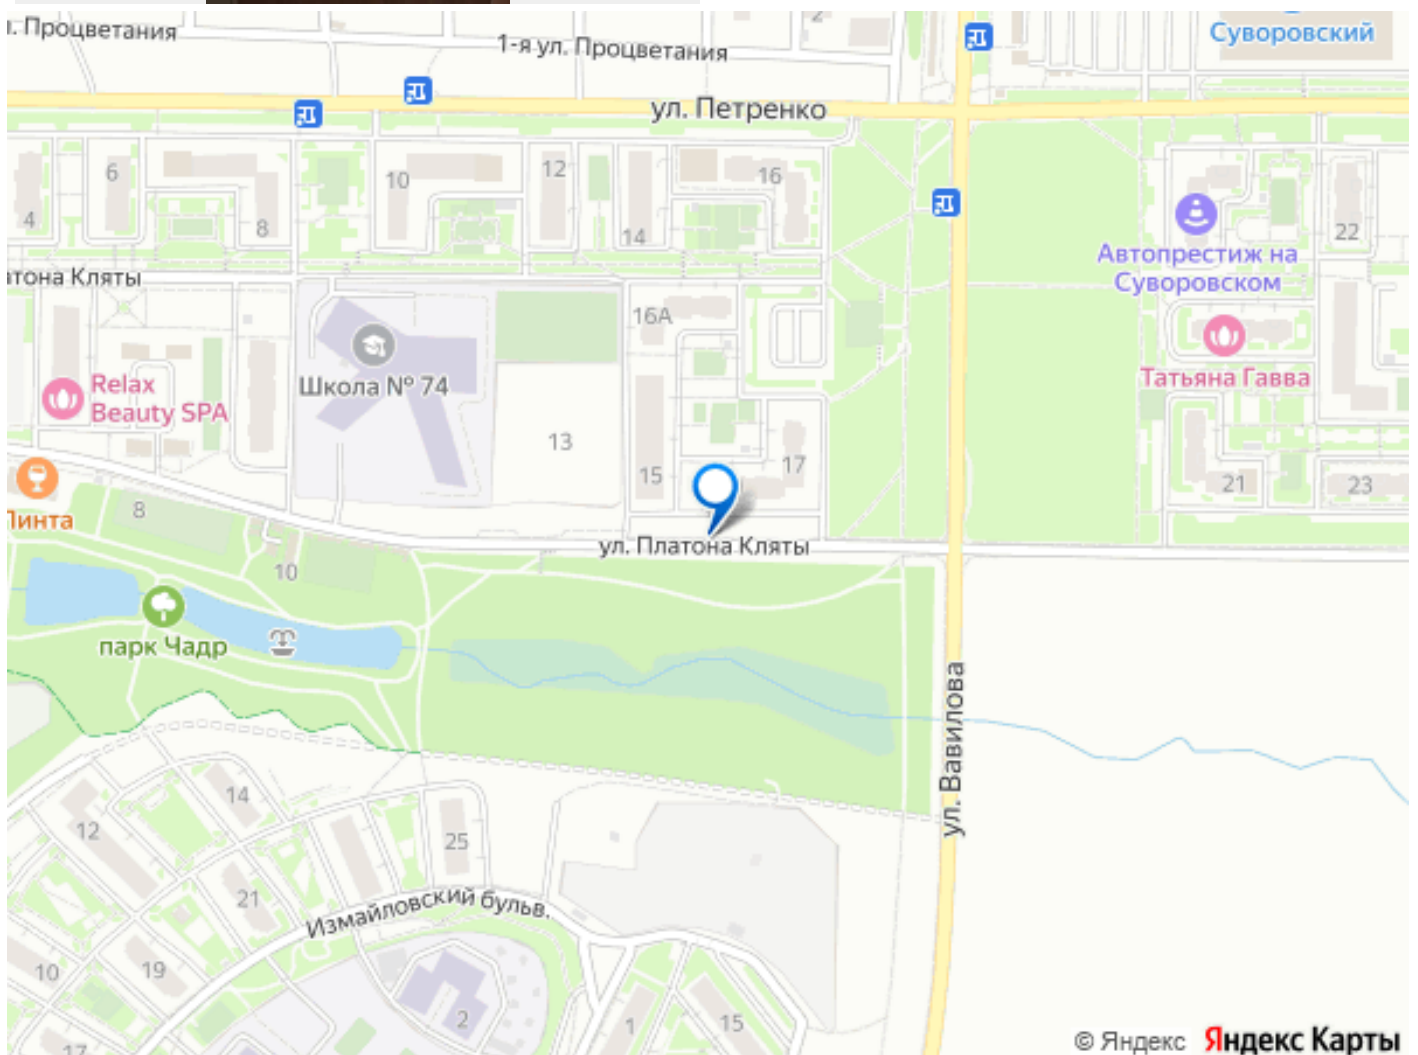 . Процветания
1-я ул. Процветания
2
Суворовский
ул. Петренко
4
6
8
10
12
14
16
22
Автопрестиж на
Суворовском
тона Кляты
16А
Школа № 74
Relax
Beauty SPA
Татьяна Гавва
13
15
17
21
23
8
10
ул. Платона Кляты
парк Чадр
ул. Вавилова
14
12
25
21
Измайловский бульв.
10
19
2
1
15
17
© Яндекс Яндекс Карты